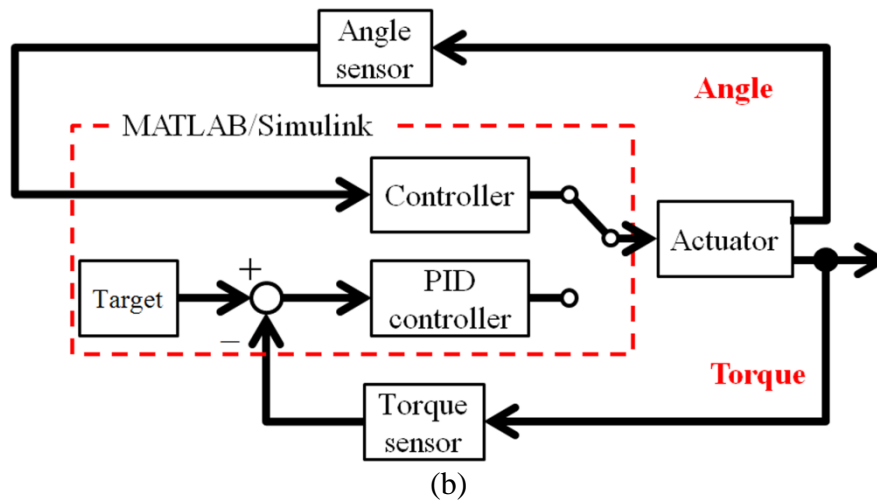 Angle
sensor
Angle
MATLAB/Simulink
Controller
Actuator
+
Target
PID
controller
−
Torque
Torque
sensor
(b)